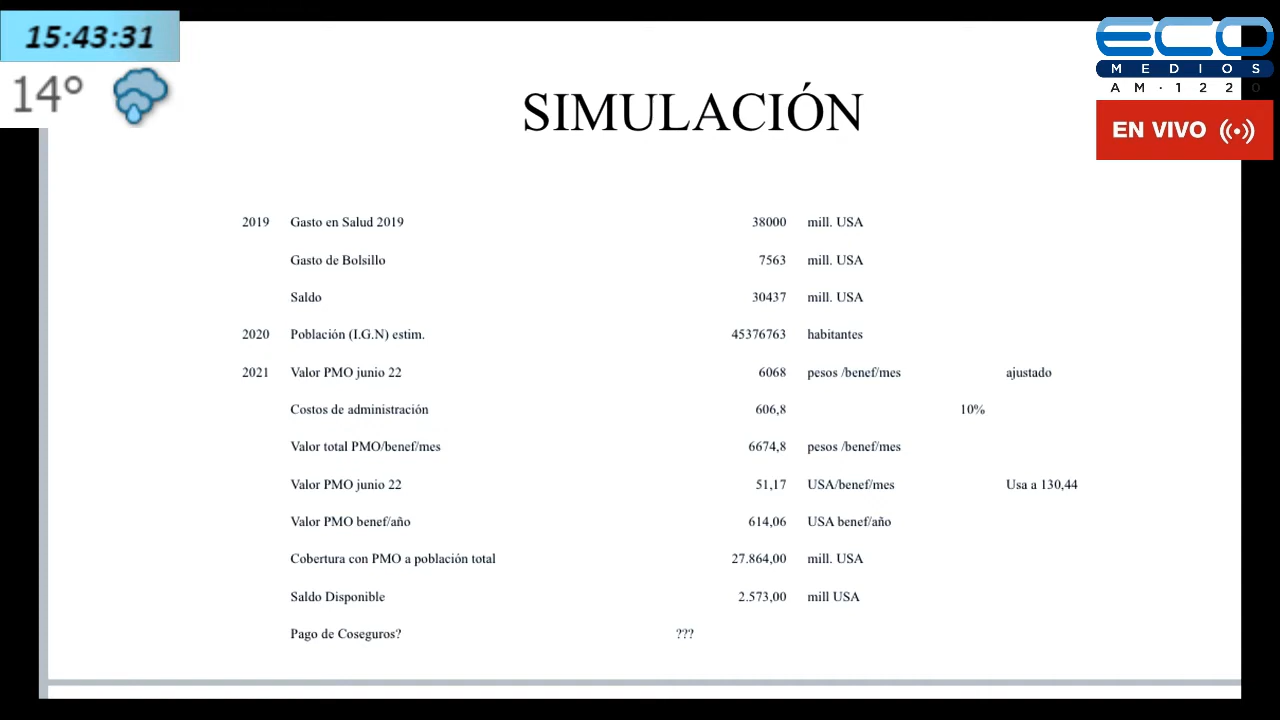 15:43:31
14°
ECO
MEDIOS
AM·1220
EN VIVO
SIMULACIÓN
2019 Gasto en Salud 2019 38000 mill. USA
Gasto de Bolsillo 7563 mill. USA
Saldo 30437 mill. USA
2020 Población (I.G.N) estim. 45376763 habitantes
2021 Valor PMO junio 22 6068 pesos /benef/mes ajustado
Costos de administración 606,8 10%
Valor total PMO/benef/mes 6674,8 pesos /benef/mes
Valor PMO junio 22 51,17 USA/benef/mes Usa a 130,44
Valor PMO benef/año 614,06 USA benef/año
Cobertura con PMO a población total 27.864,00 mill. USA
Saldo Disponible 2.573,00 mill USA
Pago de Coseguros? ???